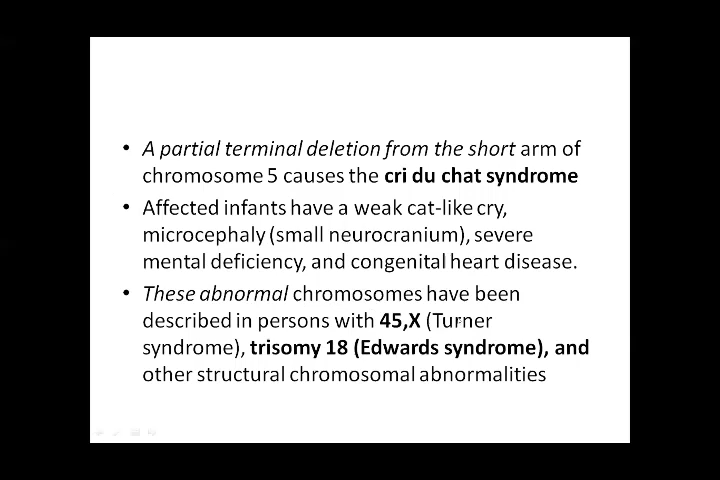 • A partial terminal deletion from the short arm of
chromosome 5 causes the cri du chat syndrome
• Affected infants have a weak cat-like cry,
microcephaly (small neurocranium), severe
mental deficiency, and congenital heart disease.
• These abnormal chromosomes have been
described in persons with 45,X (Turner
syndrome), trisomy 18 (Edwards syndrome), and
other structural chromosomal abnormalities